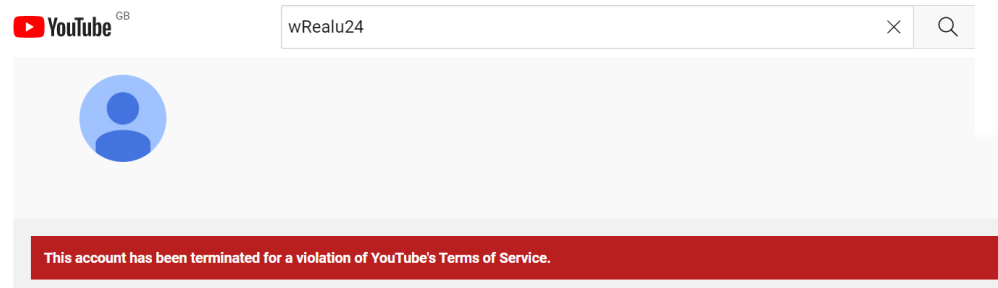 YouTube GB
wRealu24
This account has been terminated for a violation of YouTube's Terms of Service.